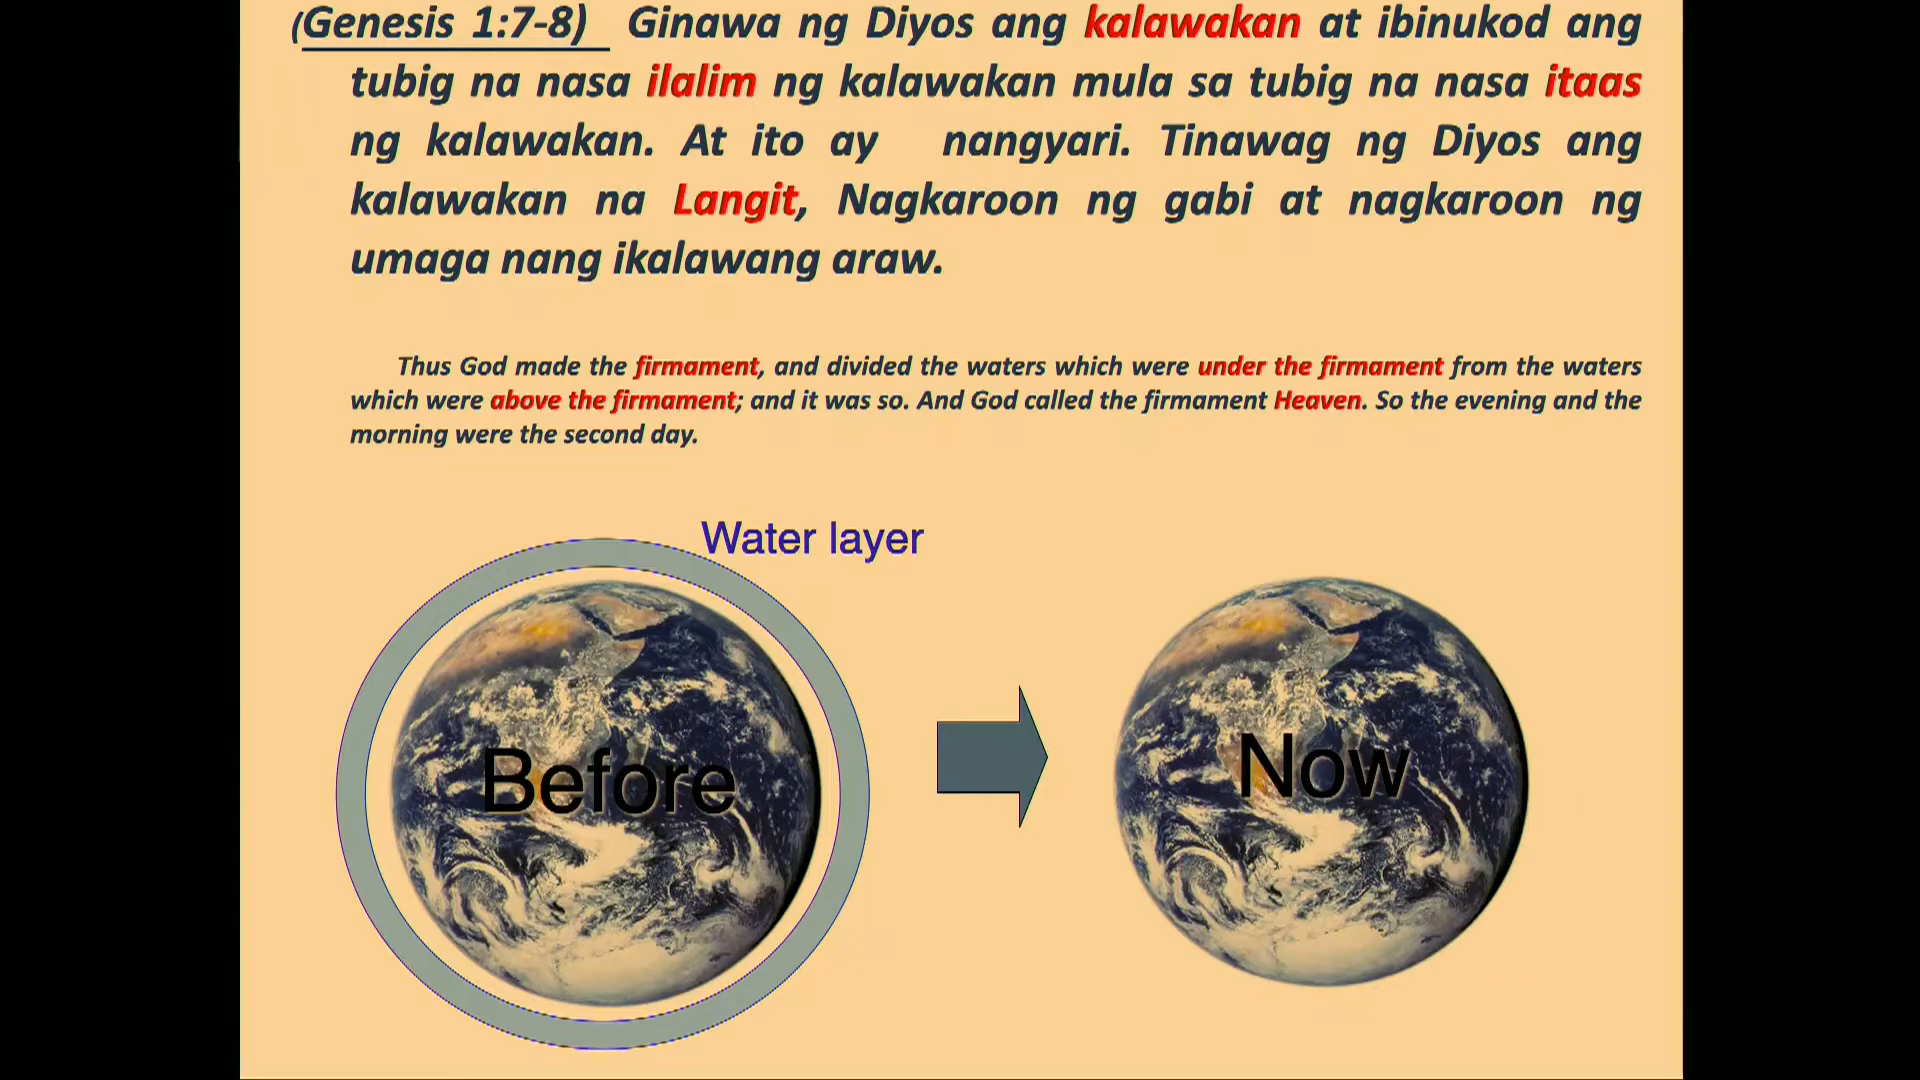 (Genesis 1:7-8) Ginawa ng Diyos ang kalawakan at ibinukod ang
tubig na nasa ilalim ng kalawakan mula sa tubig na nasa itaas
ng kalawakan. At ito ay nangyari. Tinawag ng Diyos ang
kalawakan na Langit, Nagkaroon ng gabi at nagkaroon ng
umaga nang ikalawang araw.
Thus God made the firmament, and divided the waters which were under the firmament from the waters
which were above the firmament; and it was so. And God called the firmament Heaven. So the evening and the
morning were the second day.
Water layer
Before
Now